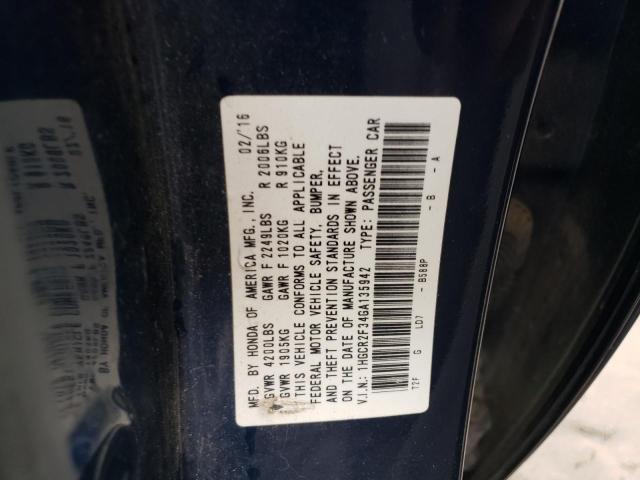 MFD. BY HONDA OF AMERICA MFG., INC. 02/'16
GVWR 4200LBS GAWR F 2249LBS R 2006LBS
GVWR 1905KG GAWR F 1020KG R 910KG
THIS VEHICLE CONFORMS TO ALL APPLICABLE
FEDERAL MOTOR VEHICLE SAFETY, BUMPER,
AND THEFT PREVENTION STANDARDS IN EFFECT
ON THE DATE OF MANUFACTURE SHOWN ABOVE.
V.I.N.: 1HGCR2F34GA135942 TYPE: PASSENGER CAR
T2F G LD7 - B588P - B - A